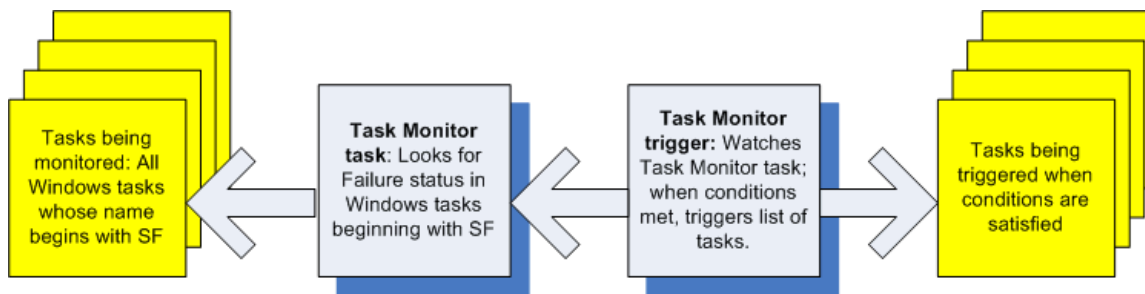 Tasks being
monitored: All
Windows tasks
whose name
begins with SF
Task Monitor
task: Looks for
Failure status in
Windows tasks
beginning with SF
Task Monitor
trigger: Watches
Task Monitor task;
when conditions
met, triggers list of
tasks.
Tasks being
triggered when
conditions are
satisfied